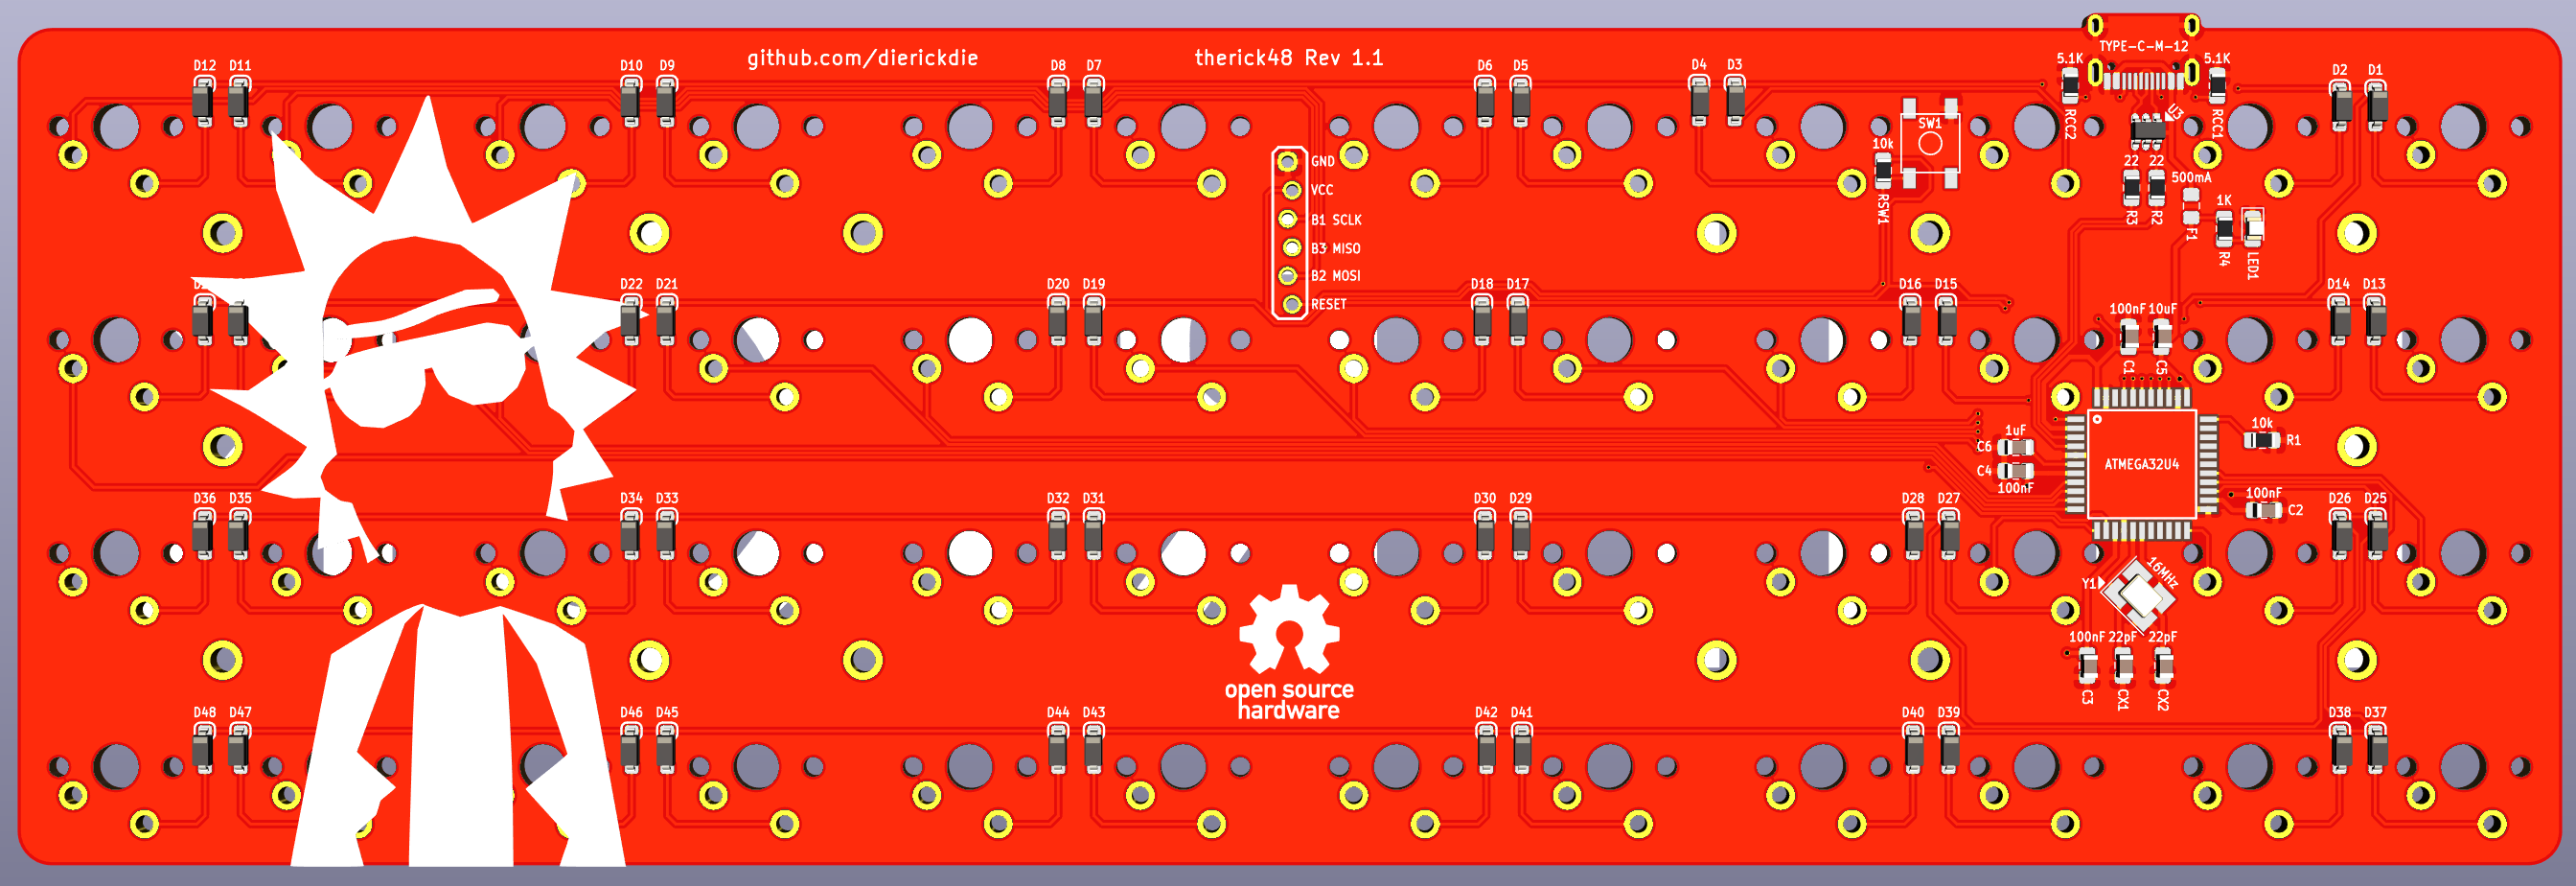 github.com/dierickdie
therick48 Rev 1.1
TYPE-C-M-12
5.1K
5.1K
D12
D11
D10
D9
D8
D7
D6
D5
D4
D3
D2
D1
RCC2
RCC1
U3
SW1
10k
RSW1
22
22
R3
R2
500mA
F1
1K
R4
LED1
GND
VCC
B1 SCLK
B3 MISO
B2 MOSI
RESET
D22
D21
D20
D19
D18
D17
D16
D15
D14
D13
100nF
10uF
C1
C5
1uF
C6
C4
100nF
ATMEGA32U4
10k
R1
100nF
C2
D36
D35
D34
D33
D32
D31
D30
D29
D28
D27
D26
D25
Y1
16MHz
100nF
22pF
22pF
C3
CX1
CX2
open source
hardware
D48
D47
D46
D45
D44
D43
D42
D41
D40
D39
D38
D37